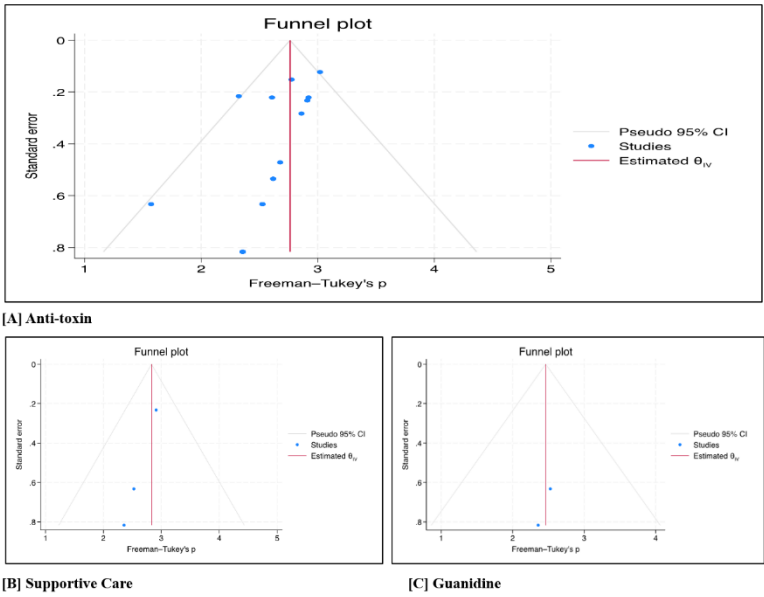 Funnel plot
0
.2
.4
.6
.8
Standard error
1 2 3 4 5
Freeman–Tukey's p
Pseudo 95% CI
Studies
Estimated θIV
[A] Anti-toxin
Funnel plot
0
.2
.4
.6
.8
Standard error
1 2 3 4 5
Freeman–Tukey's p
Pseudo 95% CI
Studies
Estimated θIV
[B] Supportive Care
Funnel plot
0
.2
.4
.6
.8
Standard error
1 2 3 4
Freeman–Tukey's p
Pseudo 95% CI
Studies
Estimated θIV
[C] Guanidine